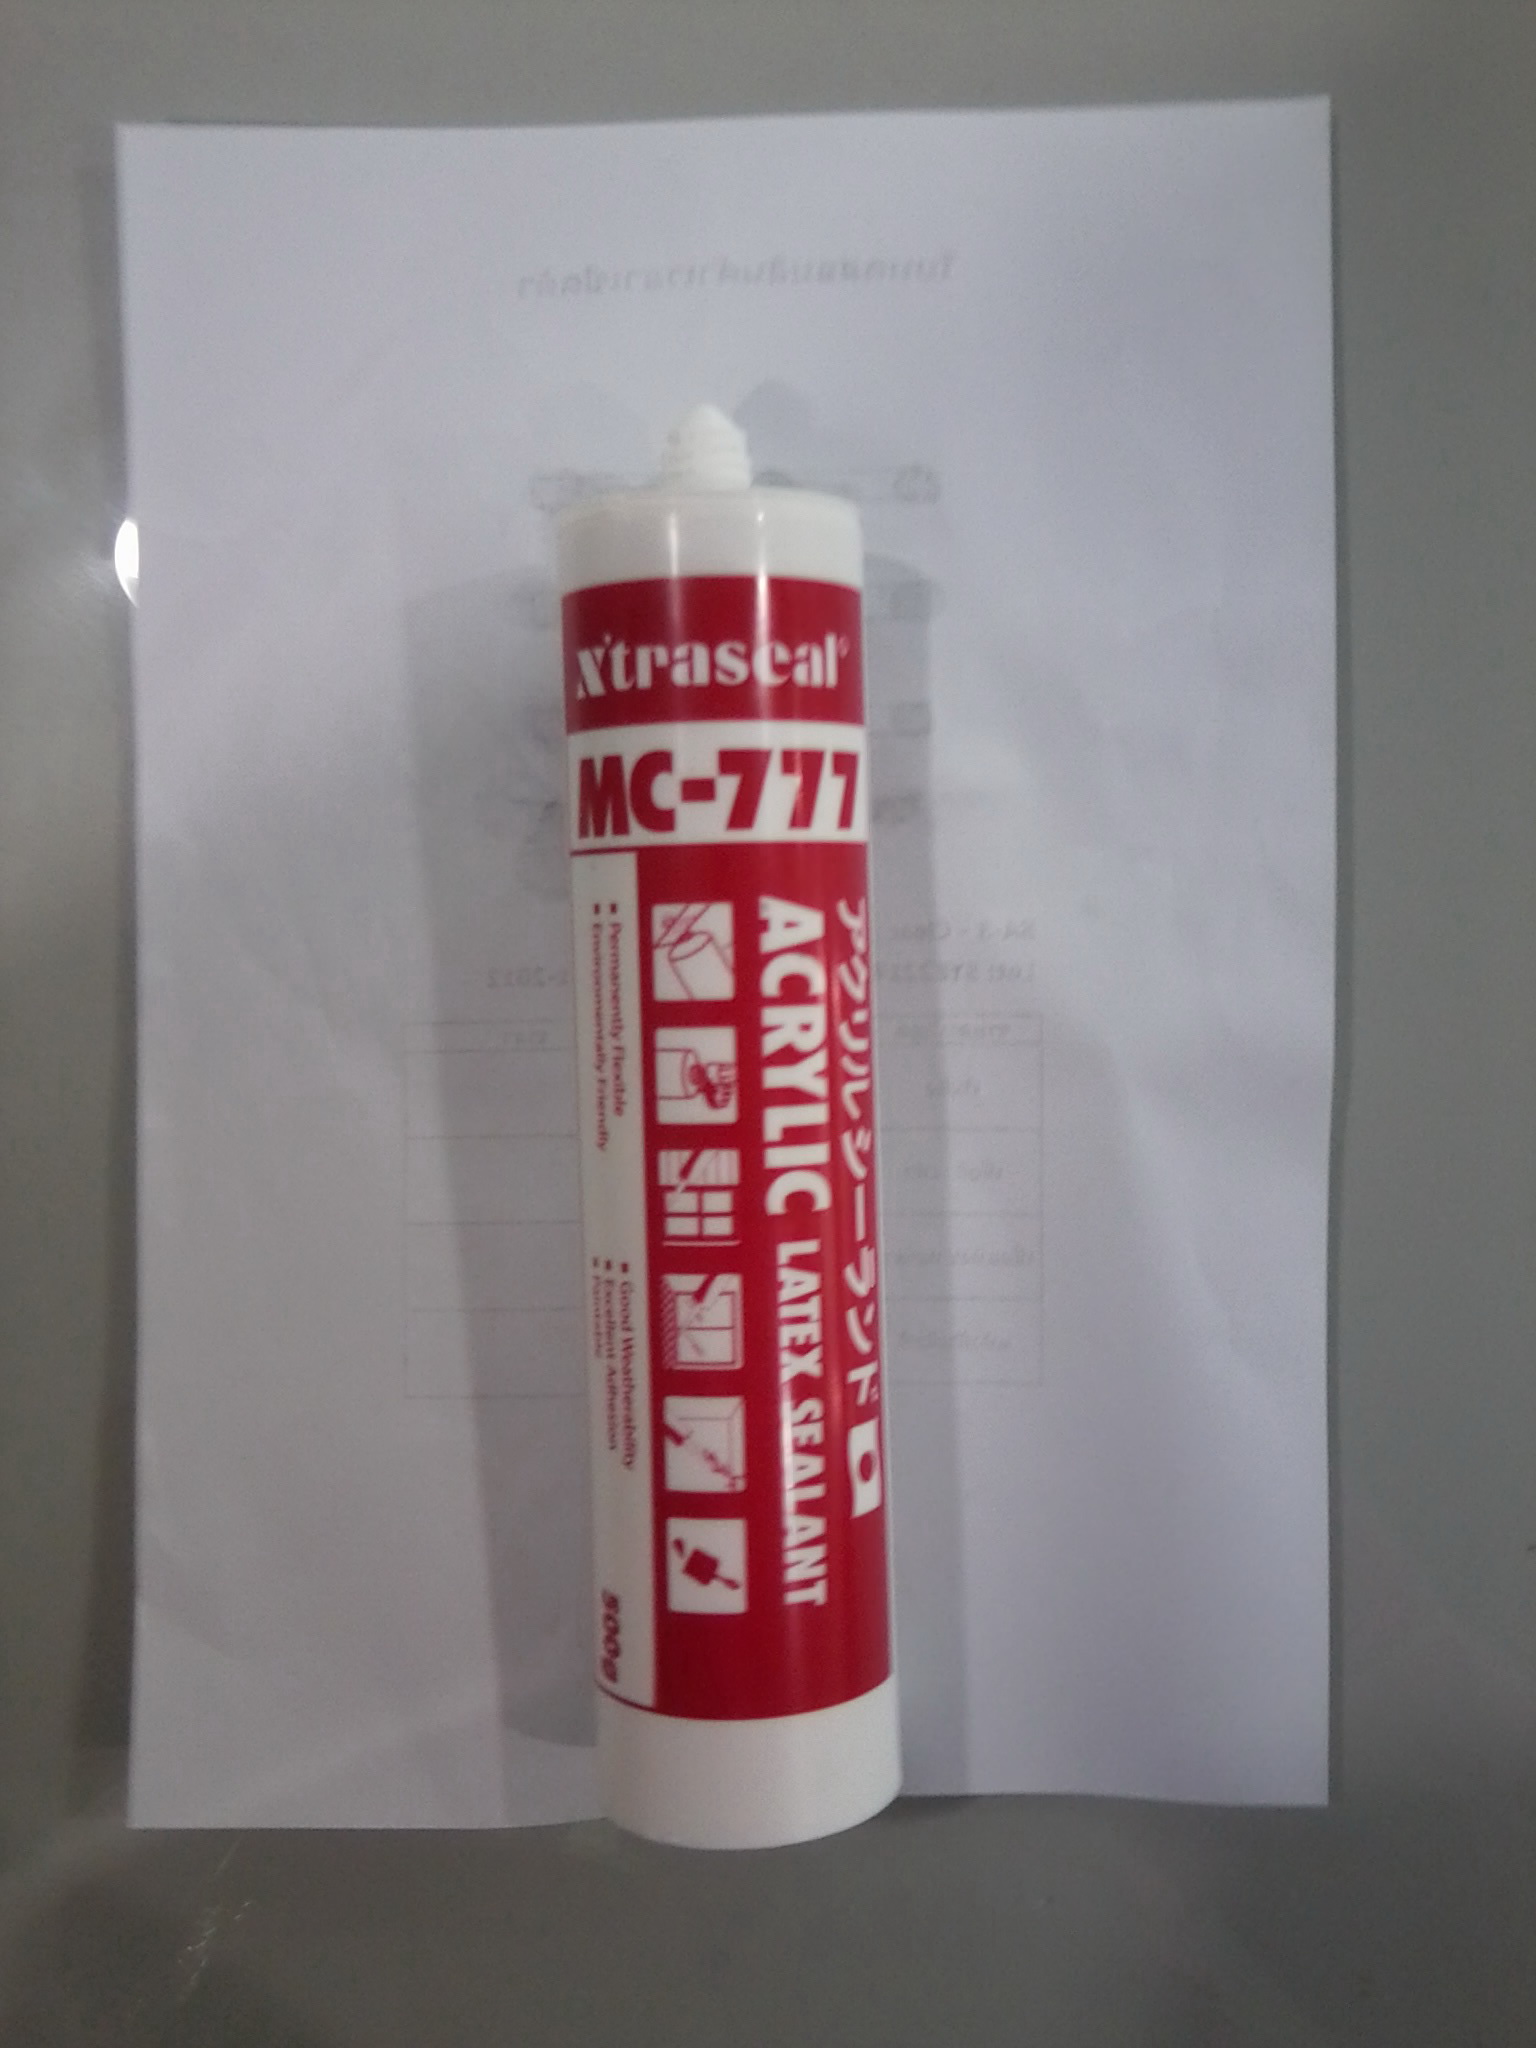 X'traseal
MC-777
アクリルシーランド
ACRYLIC LATEX SEALANT
Permanently Flexible
Environmentally Friendly
Good Weatherability
Excellent Adhesion
Paintable
500g